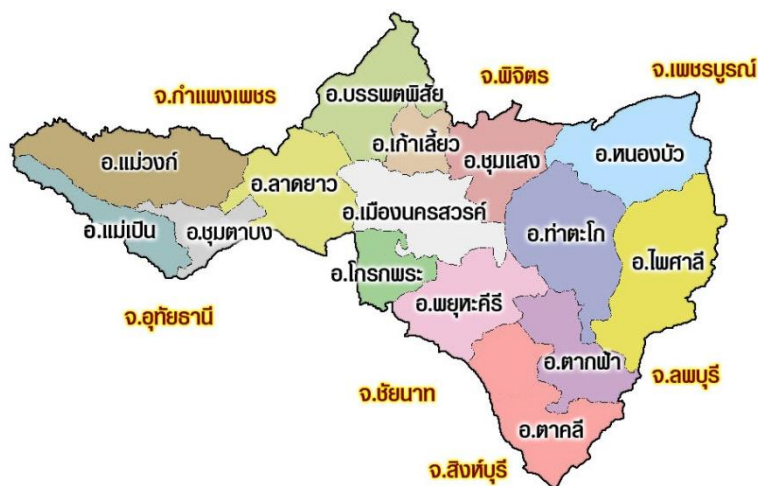 จ.กำแพงเพชร
จ.พิจิตร
จ.เพชรบูรณ์
อ.บรรพตพิสัย
อ.เก้าเลี้ยว
อ.ชุมแสง
อ.หนองบัว
อ.แม่วงก์
อ.ลาดยาว
อ.เมืองนครสวรรค์
อ.ท่าตะโก
อ.แม่เปิน
อ.ชุมตาบง
อ.โกรกพระ
อ.ไพศาลี
อ.พยุหะคีรี
จ.อุทัยธานี
อ.ตากฟ้า
จ.ชัยนาท
จ.ลพบุรี
อ.ตาคลี
จ.สิงห์บุรี